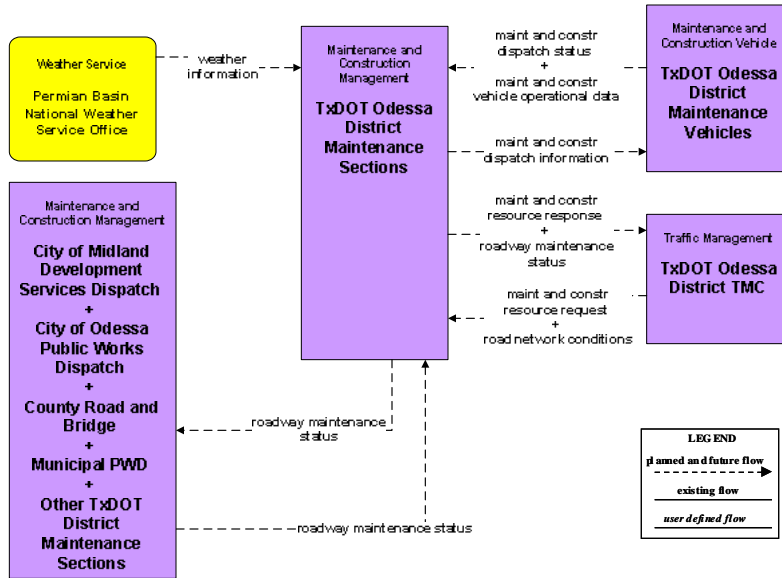 Weather Service
Permian Basin
National Weather
Service Office
weather
information
Maintenance and
Construction
Management
TxDOT Odessa
District
Maintenance
Sections
maint and constr
dispatch status
+
maint and constr
vehicle operational data
maint and constr
dispatch information
Maintenance and
Construction Vehicle
TxDOT Odessa
District
Maintenance
Vehicles
maint and constr
resource response
+
roadway maintenance
status
maint and constr
resource request
+
road network conditions
Traffic Management
TxDOT Odessa
District TMC
Maintenance and
Construction Management
City of Midland
Development
Services Dispatch
+
City of Odessa
Public Works
Dispatch
+
County Road and
Bridge
+
Municipal PWD
+
Other TxDOT
District
Maintenance
Sections
roadway maintenance
status
roadway maintenance status
LEGEND
planned and future flow
existing flow
user defined flow